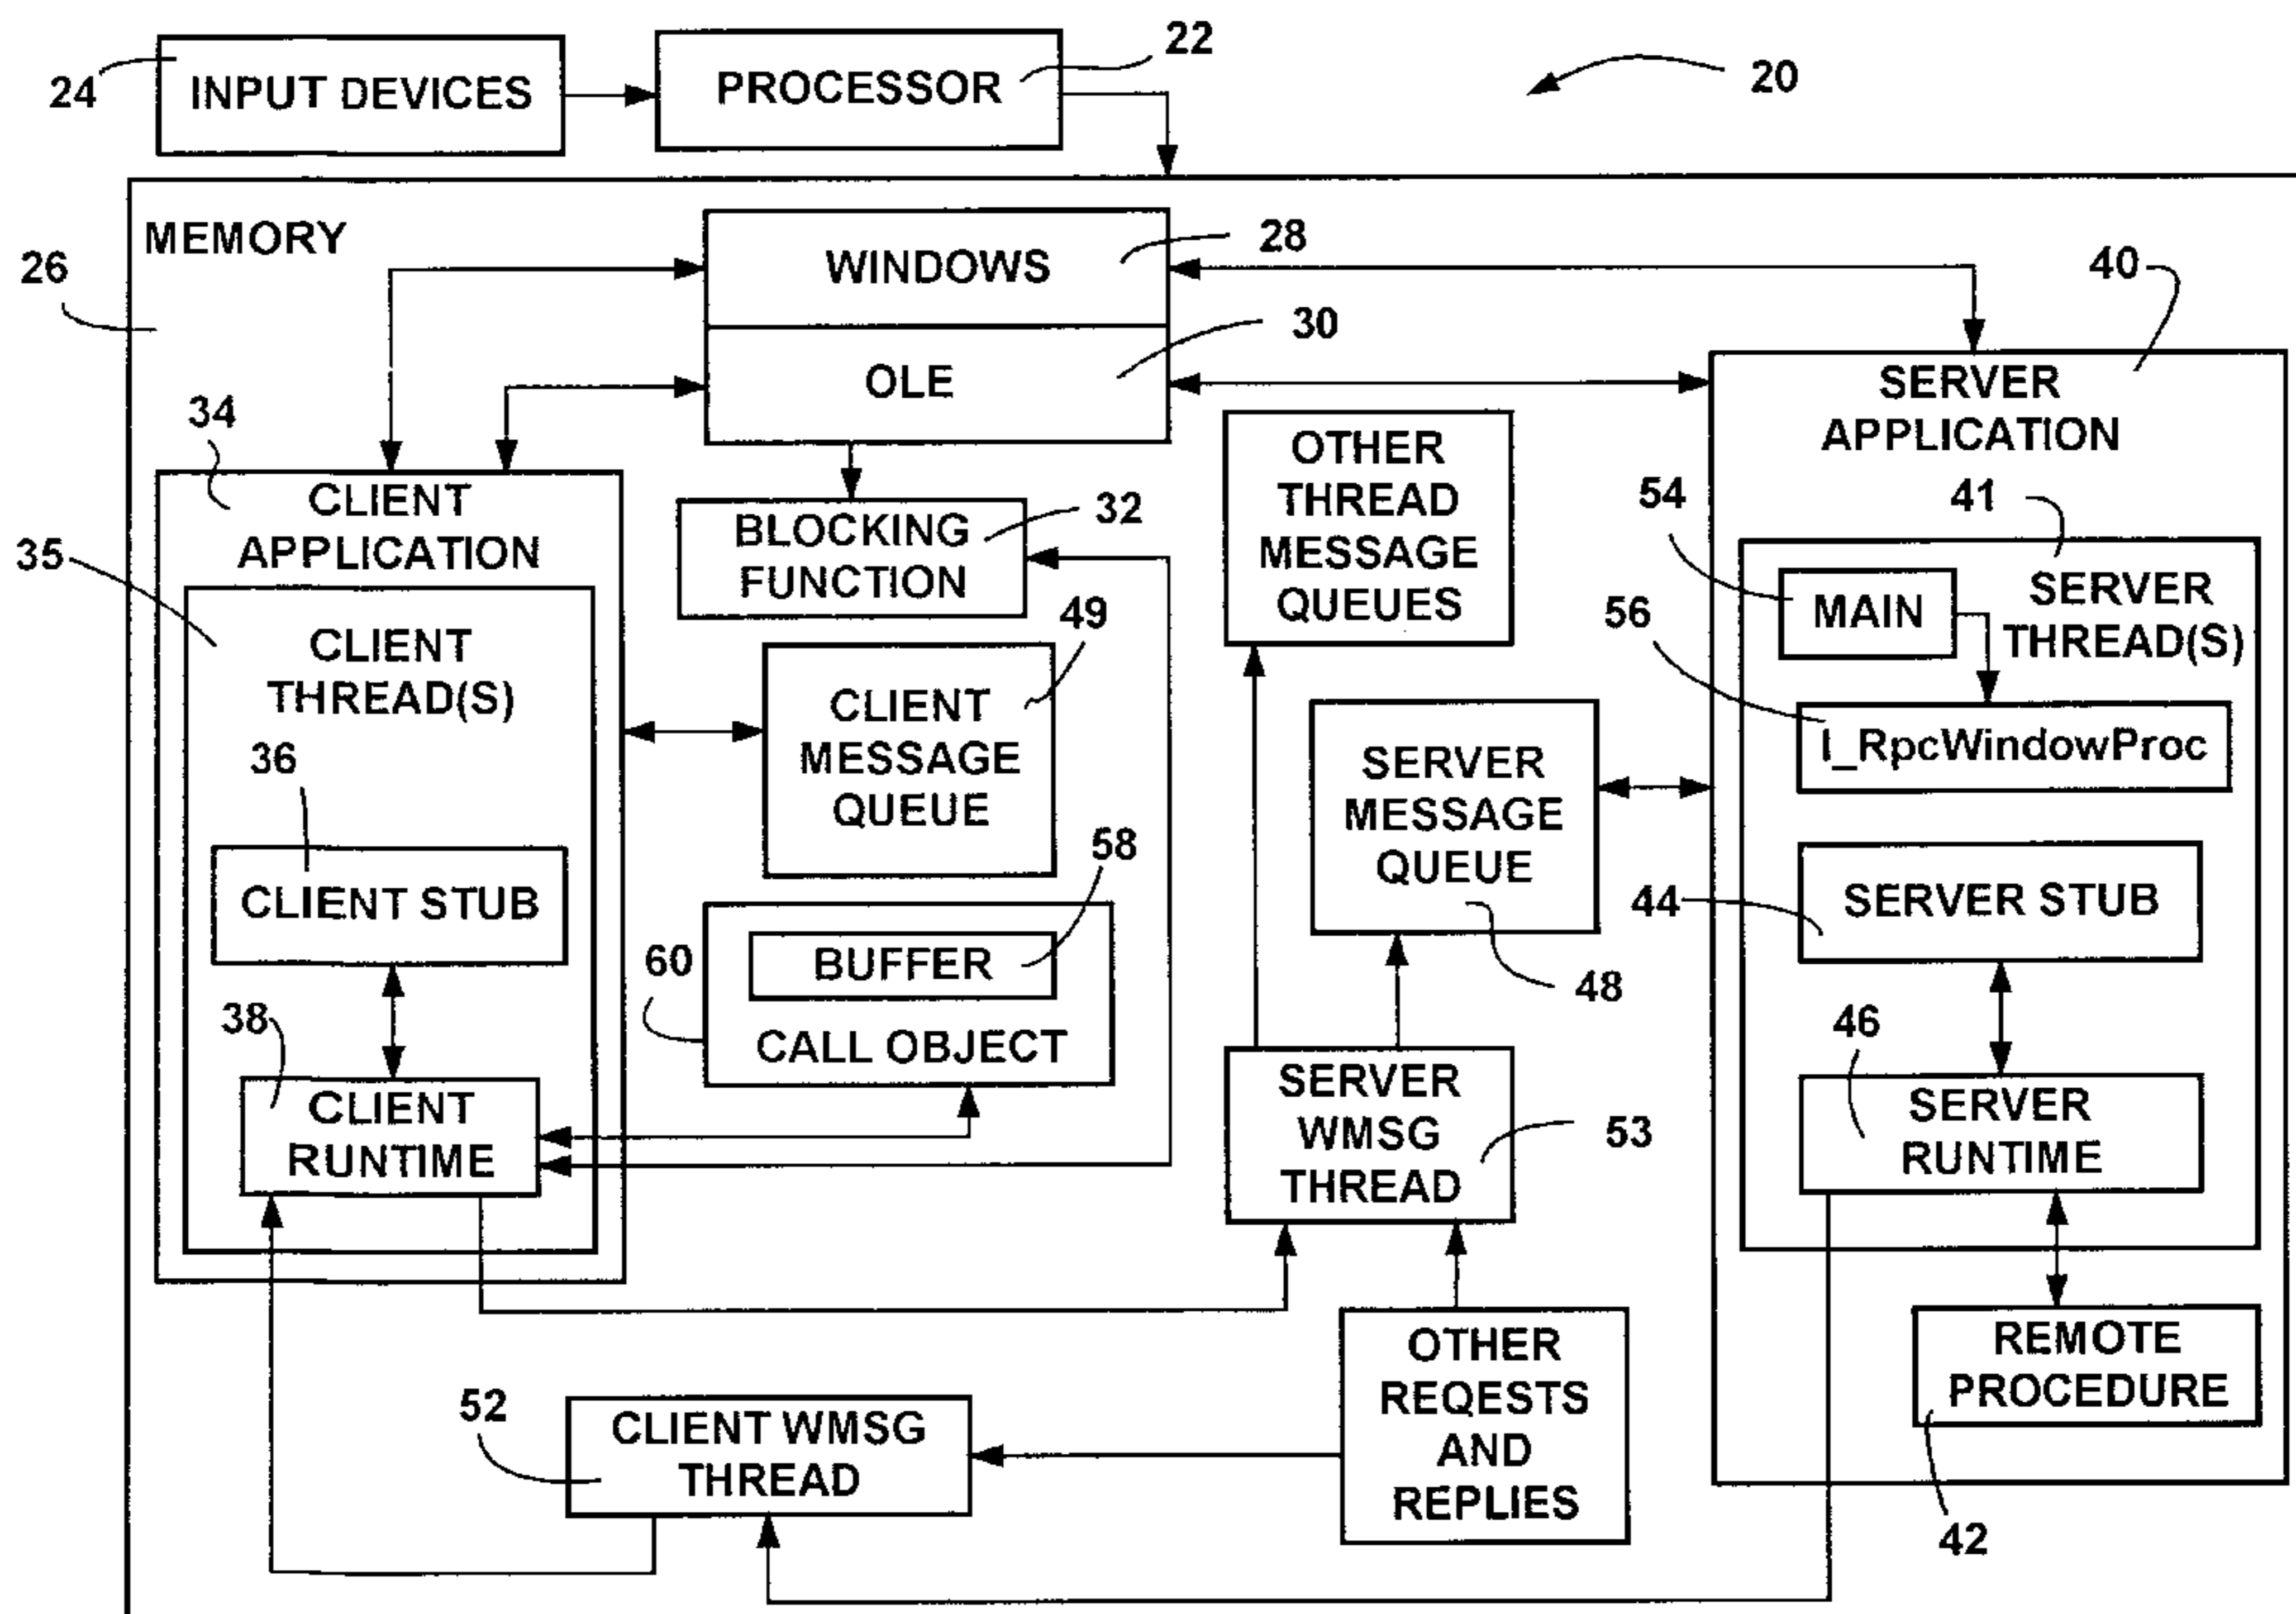 24
INPUT DEVICES
PROCESSOR
22
20
MEMORY
26
WINDOWS
28
OLE
30
40
SERVER
APPLICATION
34
CLIENT
APPLICATION
35
CLIENT
THREAD(S)
36
CLIENT STUB
38
CLIENT
RUNTIME
BLOCKING
FUNCTION
32
49
CLIENT
MESSAGE
QUEUE
58
BUFFER
60
CALL OBJECT
OTHER
THREAD
MESSAGE
QUEUES
SERVER
MESSAGE
QUEUE
48
SERVER
WMSG
THREAD
53
54
41
MAIN
SERVER
THREAD(S)
56
I_RpcWindowProc
44
SERVER STUB
46
SERVER
RUNTIME
REMOTE
PROCEDURE
42
OTHER
REQESTS
AND
REPLIES
52
CLIENT WMSG
THREAD